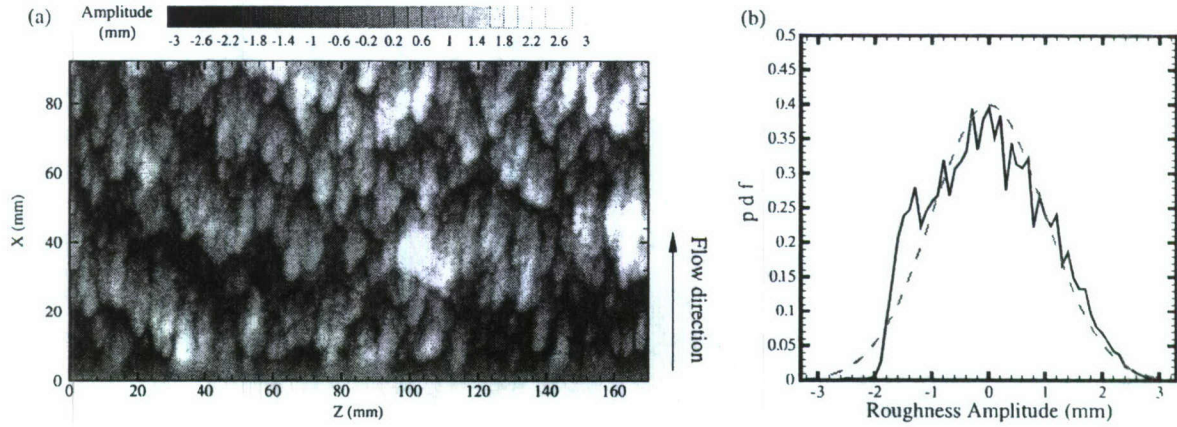 (a)
Amplitude
(mm)
-3 -2.6 -2.2 -1.8 -1.4 -1 -0.6 -0.2 0.2 0.6 1 1.4 1.8 2.2 2.6 3
80
60
40
20
0
X (mm)
0 20 40 60 80 100 120 140 160
Z (mm)
Flow direction
(b)
0.5
0.45
0.4
0.35
0.3
0.25
0.2
0.15
0.1
0.05
0
p d f
-3 -2 -1 0 1 2 3
Roughness Amplitude (mm)